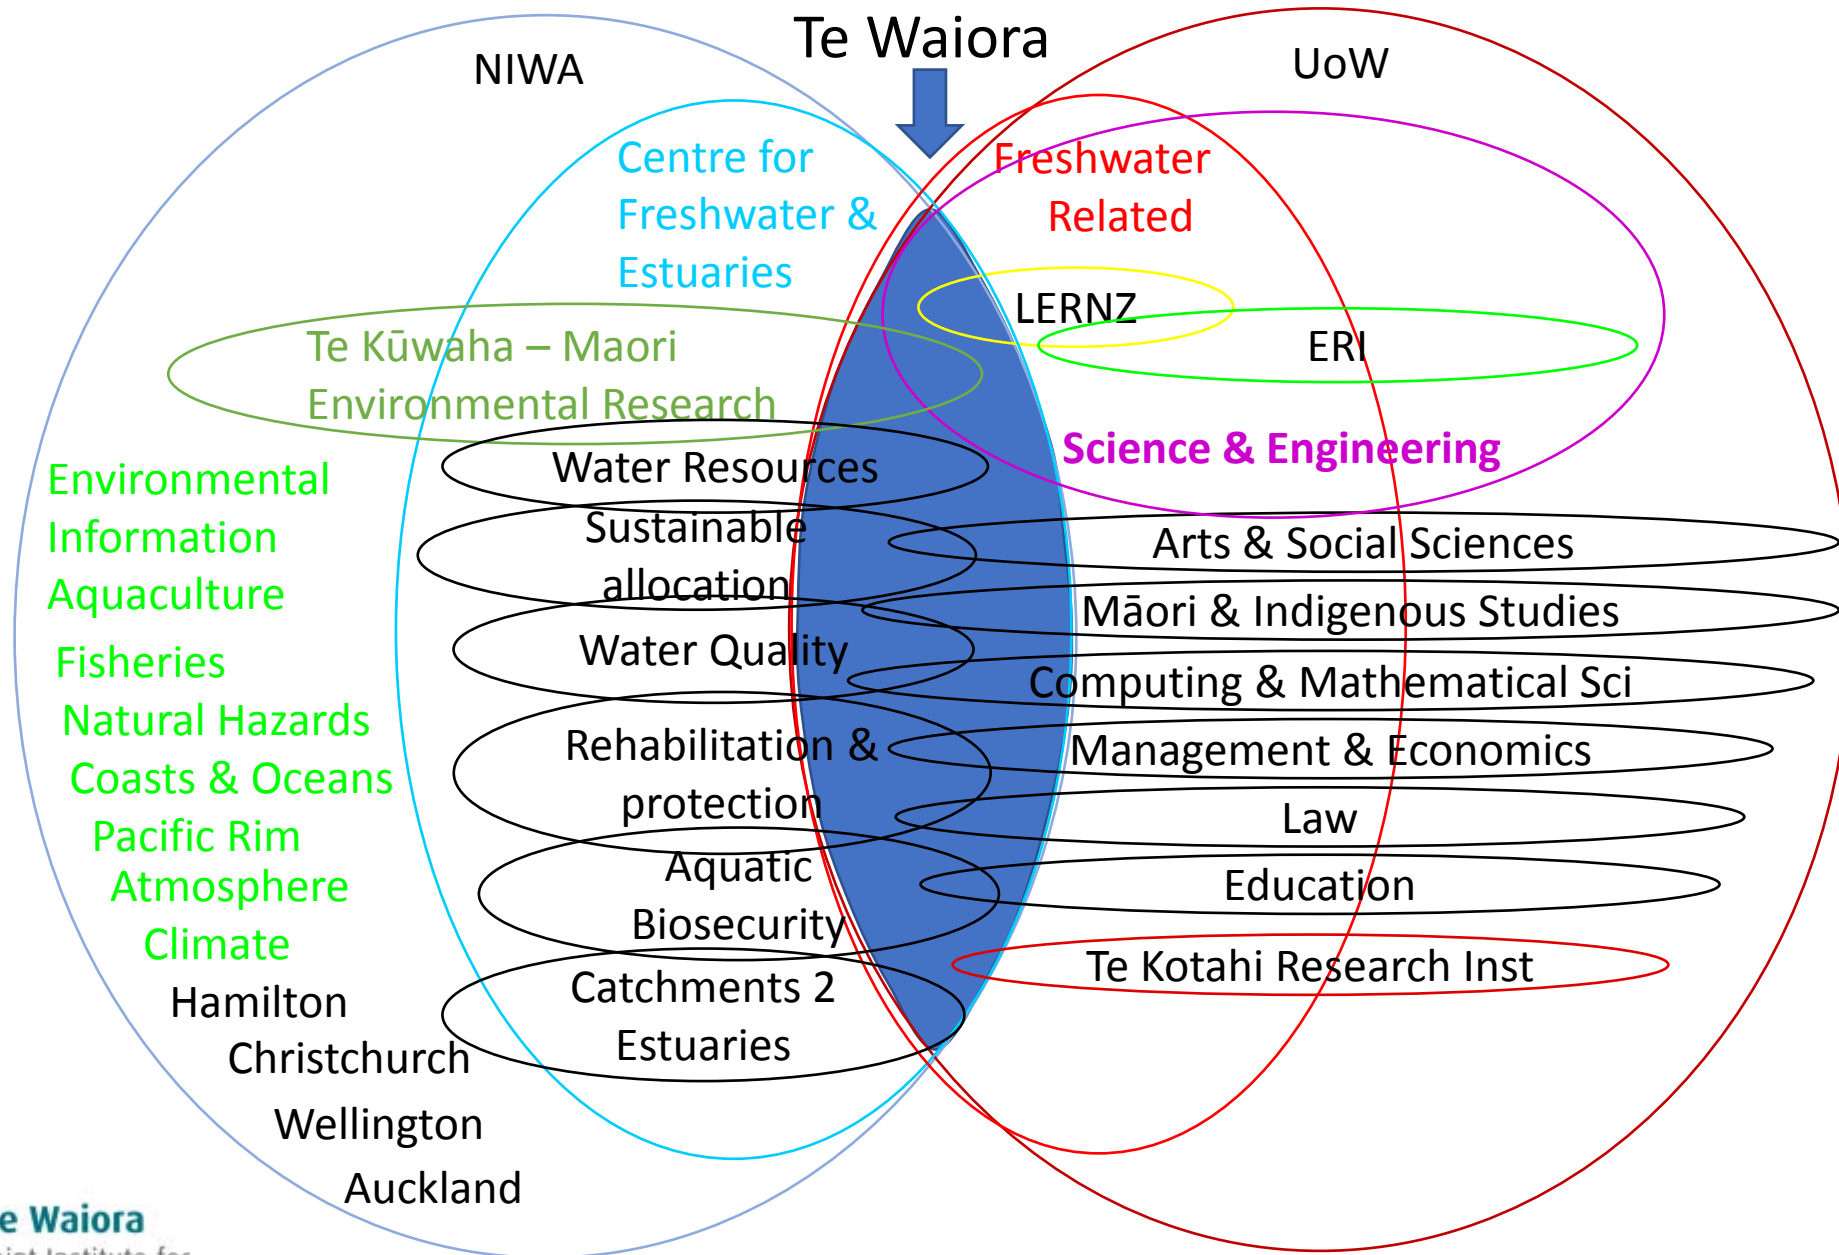 Te Waiora
NIWA
UoW
Centre for
Freshwater &
Estuaries
Freshwater
Related
LERNZ
ERI
Te Kūwaha – Maori
Environmental Research
Science & Engineering
Water Resources
Environmental
Information
Aquaculture
Fisheries
Natural Hazards
Coasts & Oceans
Pacific Rim
Atmosphere
Climate
Hamilton
Christchurch
Wellington
Auckland
Sustainable
allocation
Water Quality
Rehabilitation &
protection
Aquatic
Biosecurity
Catchments 2
Estuaries
Arts & Social Sciences
Māori & Indigenous Studies
Computing & Mathematical Sci
Management & Economics
Law
Education
Te Kotahi Research Inst
e Waiora